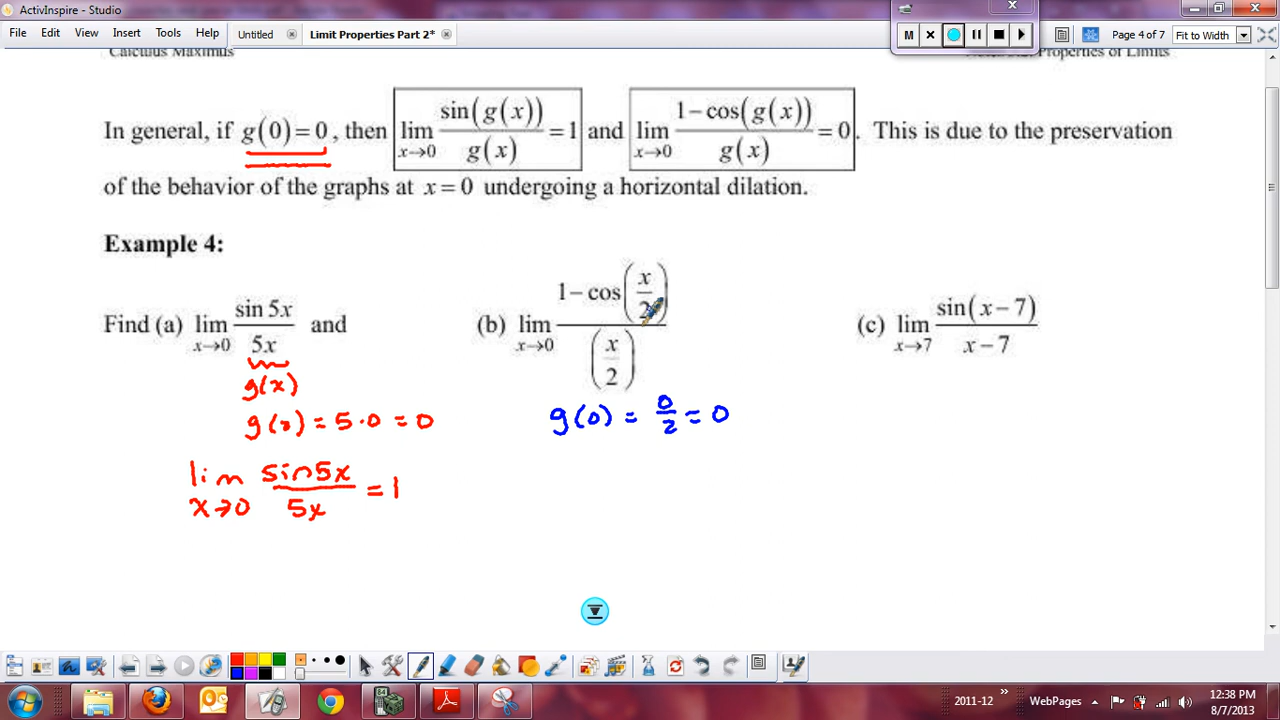 ActivInspire - Studio
File Edit View Insert Tools Help Untitled Limit Properties Part 2* M Page 4 of 7 Fit to Width
Calculus Maximus Properties of Limits
In general, if g(0)=0, then lim x→0 sin(g(x))/g(x) = 1 and lim x→0 1−cos(g(x))/g(x) = 0. This is due to the preservation
of the behavior of the graphs at x=0 undergoing a horizontal dilation.
Example 4:
Find (a) lim x→0 sin 5x/5x and (b) lim x→0 1−cos(x/2)/(x/2) (c) lim x→7 sin(x−7)/x−7
g(x)
g(0) = 5·0 = 0 g(0) = 0/2 = 0
lim x→0 sin5x/5x = 1
2011-12 » WebPages 12:38 PM
8/7/2013